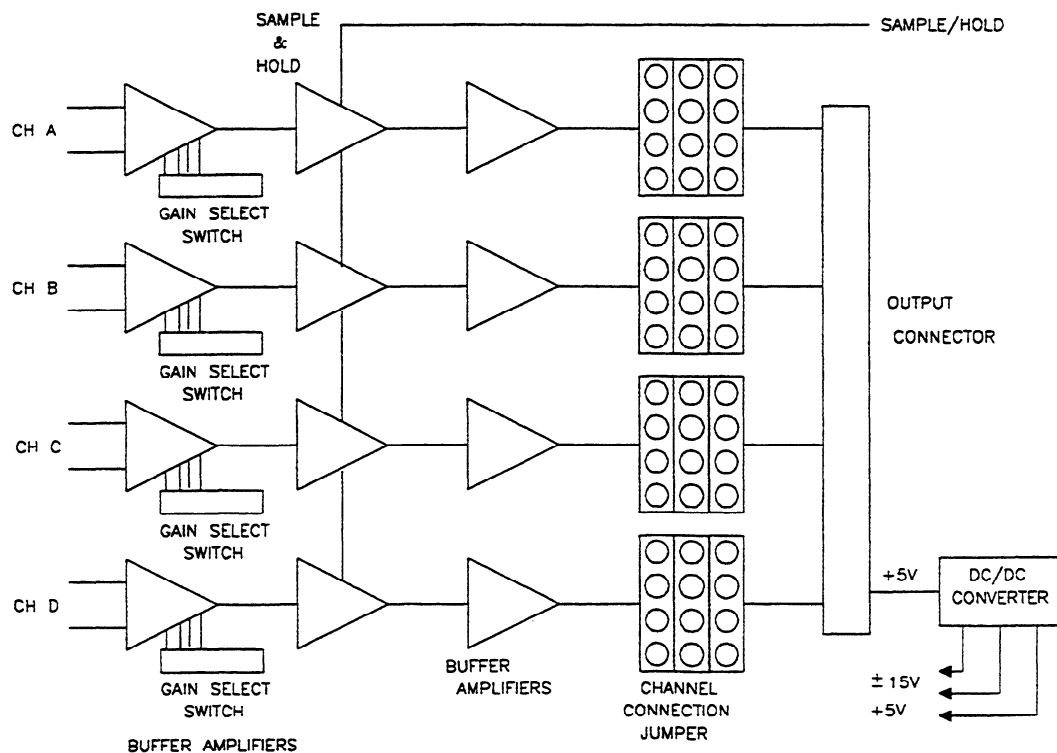 SAMPLE
&
HOLD
SAMPLE/HOLD
CH A
GAIN SELECT
SWITCH
CH B
GAIN SELECT
SWITCH
OUTPUT
CONNECTOR
CH C
GAIN SELECT
SWITCH
CH D
GAIN SELECT
SWITCH
BUFFER AMPLIFIERS
BUFFER
AMPLIFIERS
CHANNEL
CONNECTION
JUMPER
+5V
DC/DC
CONVERTER
± 15V
+5V